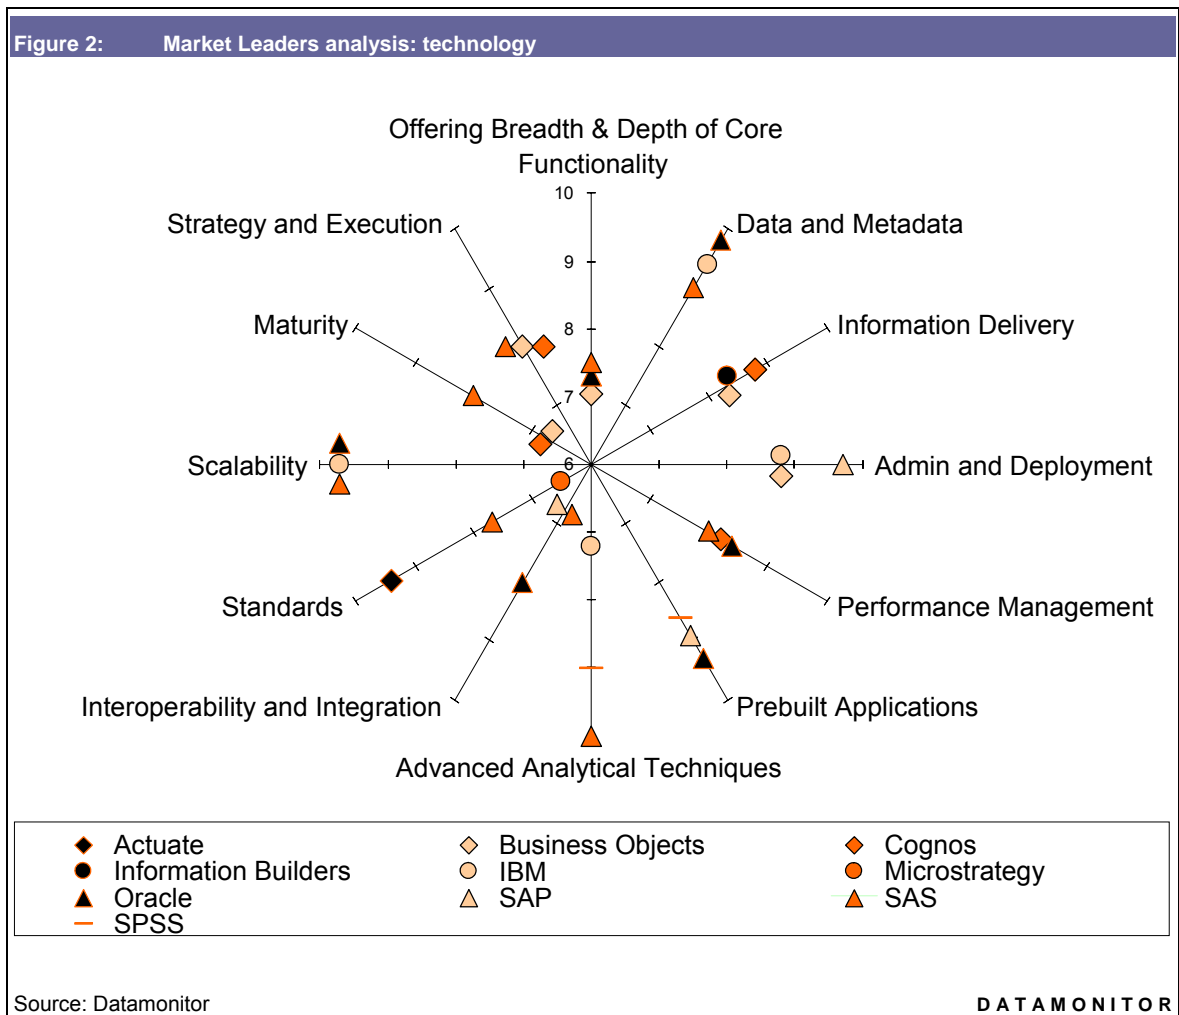 Figure 2: Market Leaders analysis: technology
Offering Breadth & Depth of Core
Functionality
10
Strategy and Execution
Data and Metadata
9
Maturity
Information Delivery
8
7
Scalability
6
Admin and Deployment
Standards
Performance Management
Interoperability and Integration
Prebuilt Applications
Advanced Analytical Techniques
Actuate Business Objects Cognos
Information Builders IBM Microstrategy
Oracle SAP SAS
SPSS
Source: Datamonitor DATAMONITOR